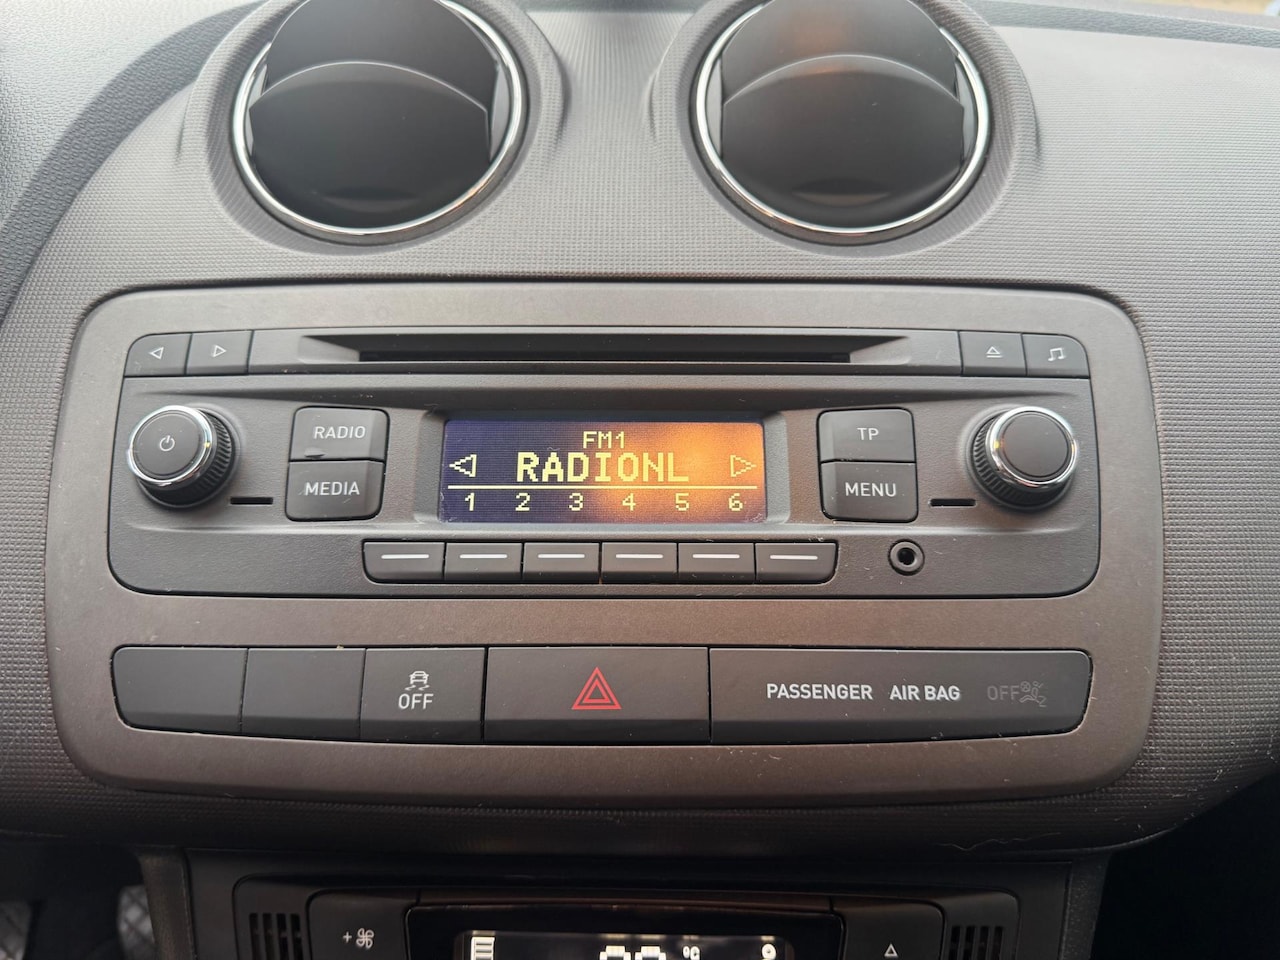 RADIO
MEDIA
FM1
RADIONL
1 2 3 4 5 6
TP
MENU
OFF
PASSENGER AIR BAG OFF
+
°C